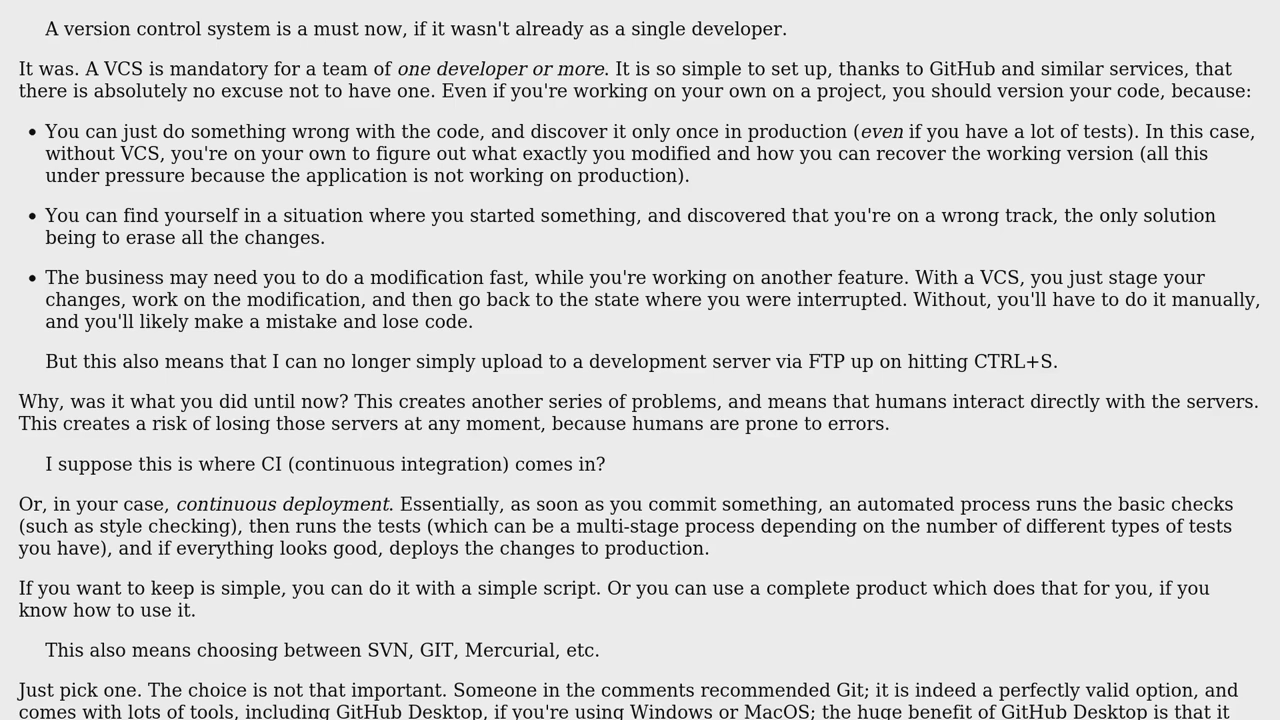 A version control system is a must now, if it wasn't already as a single developer.
It was. A VCS is mandatory for a team of one developer or more. It is so simple to set up, thanks to GitHub and similar services, that
there is absolutely no excuse not to have one. Even if you're working on your own on a project, you should version your code, because:
• You can just do something wrong with the code, and discover it only once in production (even if you have a lot of tests). In this case,
without VCS, you're on your own to figure out what exactly you modified and how you can recover the working version (all this
under pressure because the application is not working on production).
• You can find yourself in a situation where you started something, and discovered that you're on a wrong track, the only solution
being to erase all the changes.
• The business may need you to do a modification fast, while you're working on another feature. With a VCS, you just stage your
changes, work on the modification, and then go back to the state where you were interrupted. Without, you'll have to do it manually,
and you'll likely make a mistake and lose code.
But this also means that I can no longer simply upload to a development server via FTP up on hitting CTRL+S.
Why, was it what you did until now? This creates another series of problems, and means that humans interact directly with the servers.
This creates a risk of losing those servers at any moment, because humans are prone to errors.
I suppose this is where CI (continuous integration) comes in?
Or, in your case, continuous deployment. Essentially, as soon as you commit something, an automated process runs the basic checks
(such as style checking), then runs the tests (which can be a multi-stage process depending on the number of different types of tests
you have), and if everything looks good, deploys the changes to production.
If you want to keep is simple, you can do it with a simple script. Or you can use a complete product which does that for you, if you
know how to use it.
This also means choosing between SVN, GIT, Mercurial, etc.
Just pick one. The choice is not that important. Someone in the comments recommended Git; it is indeed a perfectly valid option, and
comes with lots of tools, including GitHub Desktop, if you're using Windows or MacOS; the huge benefit of GitHub Desktop is that it